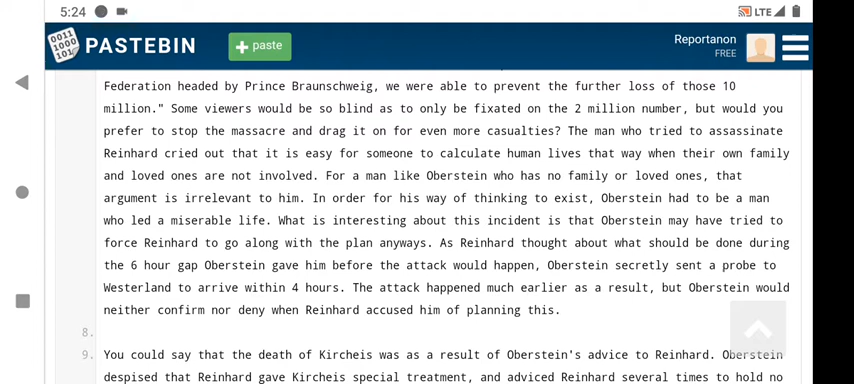 5:24 LTE
0011
1000
101
PASTEBIN
+ paste
Reportanon
FREE
Federation headed by Prince Braunschweig, we were able to prevent the further loss of those 10
million." Some viewers would be so blind as to only be fixated on the 2 million number, but would you
prefer to stop the massacre and drag it on for even more casualties? The man who tried to assassinate
Reinhard cried out that it is easy for someone to calculate human lives that way when their own family
and loved ones are not involved. For a man like Oberstein who has no family or loved ones, that
argument is irrelevant to him. In order for his way of thinking to exist, Oberstein had to be a man
who led a miserable life. What is interesting about this incident is that Oberstein may have tried to
force Reinhard to go along with the plan anyways. As Reinhard thought about what should be done during
the 6 hour gap Oberstein gave him before the attack would happen, Oberstein secretly sent a probe to
Westerland to arrive within 4 hours. The attack happened much earlier as a result, but Oberstein would
neither confirm nor deny when Reinhard accused him of planning this.
8.
9. You could say that the death of Kircheis was as a result of Oberstein's advice to Reinhard. Oberstein
despised that Reinhard gave Kircheis special treatment, and adviced Reinhard several times to hold no